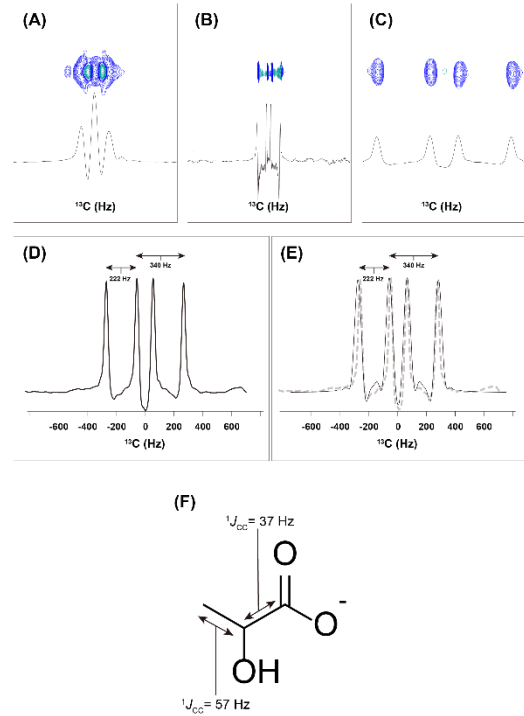 (A)
(B)
(C)
13C (Hz)
13C (Hz)
13C (Hz)
(D)
(E)
340 Hz
222 Hz
340 Hz
222 Hz
-600 -400 -200 0 200 400 600
13C (Hz)
-600 -400 -200 0 200 400 600
13C (Hz)
(F)
1JCC= 37 Hz
O
O-
OH
1JCC= 57 Hz